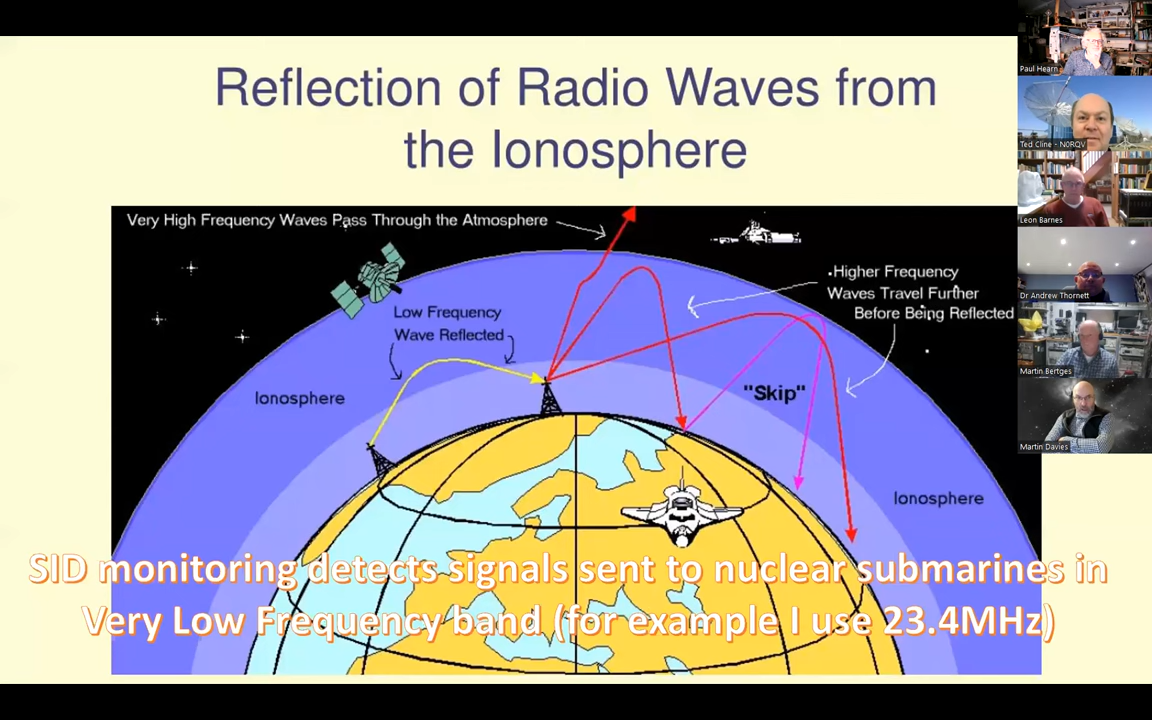 Reflection of Radio Waves from
the Ionosphere
Very High Frequency Waves Pass Through the Atmosphere
Low Frequency
Wave Reflected
Higher Frequency
Waves Travel Further
Before Being Reflected
"Skip"
Ionosphere
Ionosphere
SID monitoring detects signals sent to nuclear submarines in
Very Low Frequency band (for example I use 23.4MHz)
Paul Hearn
Ted Cline - N0RQV
Leon Barnes
Dr Andrew Thornett
Martin Bertges
Martin Davies